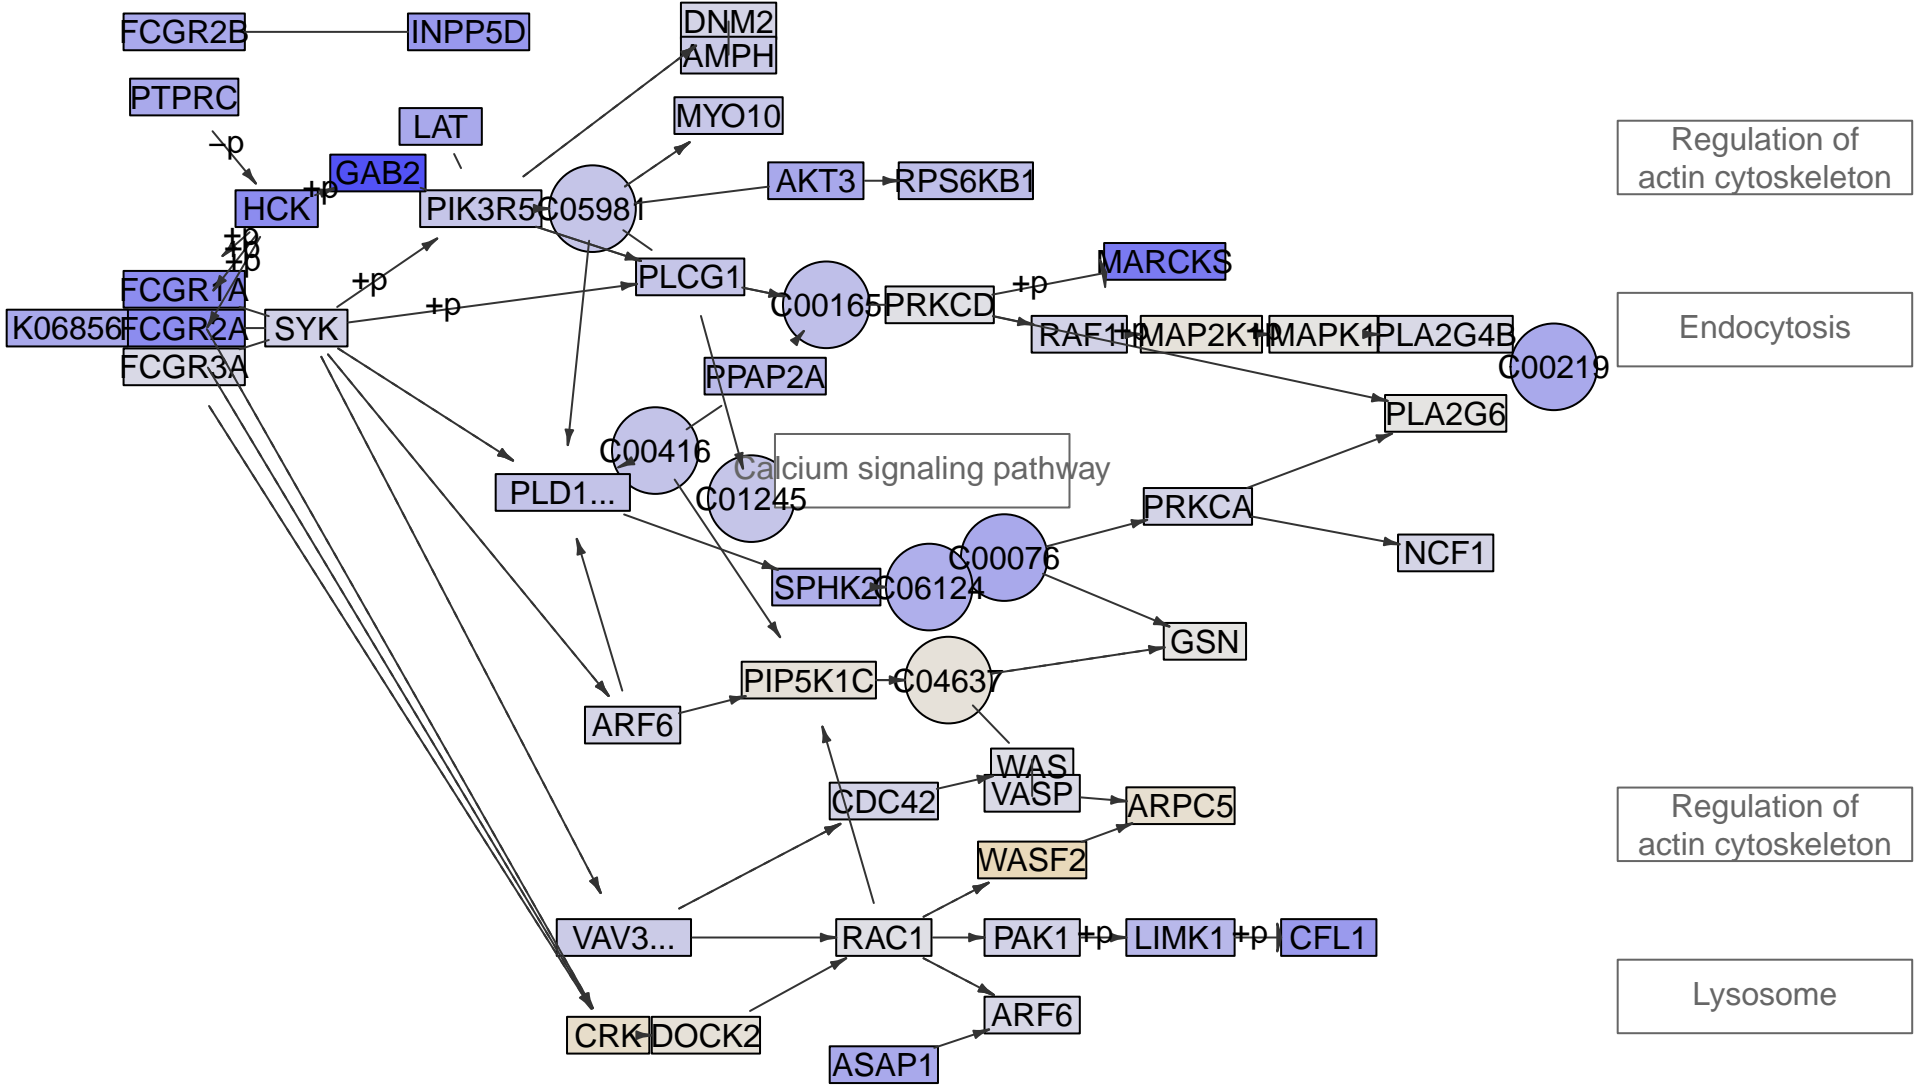 FCGR2B
INPP5D
DNM2
AMPH
PTPRC
LAT
MYO10
Regulation of
actin cytoskeleton
–p
GAB2
+p
HCK
PIK3R5
C05981
AKT3
RPS6KB1
+p
+p
+p
FCGR1A
+p
PLCG1
MARCKS
+p
K06856
FCGR2A
SYK
+p
C00165
PRKCD
RAF1
+p
MAP2K1
+p
MAPK1
PLA2G4B
Endocytosis
FCGR3A
PPAP2A
C00219
PLA2G6
C00416
Calcium signaling pathway
PLD1...
C01245
PRKCA
NCF1
C00076
SPHK2
C06124
GSN
PIP5K1C
C04637
ARF6
WAS
VASP
CDC42
ARPC5
Regulation of
actin cytoskeleton
WASF2
VAV3...
RAC1
PAK1
+p
LIMK1
+p
CFL1
Lysosome
ARF6
CRK
DOCK2
ASAP1